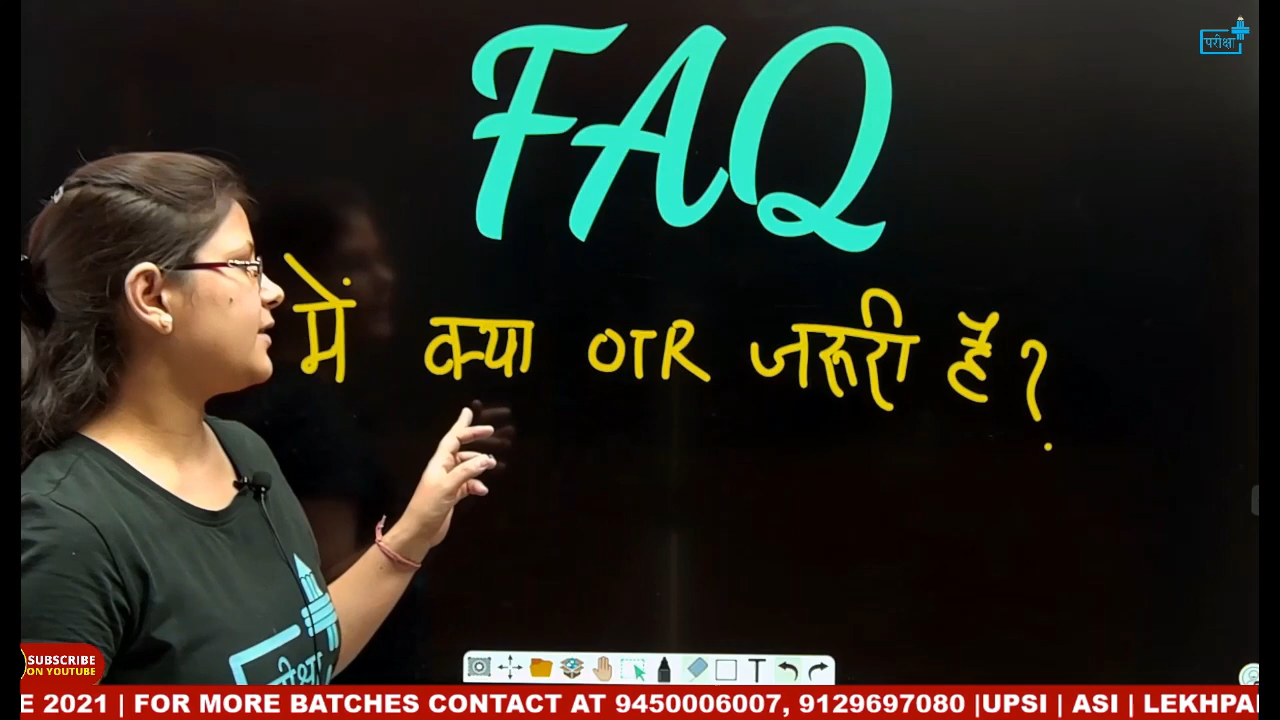 परीक्षा
FAQ
में क्या OTR जरूरी है ?
SUBSCRIBE
ON YOUTUBE
T
E 2021 | FOR MORE BATCHES CONTACT AT 9450006007, 9129697080 |UPSI | ASI | LEKHPA